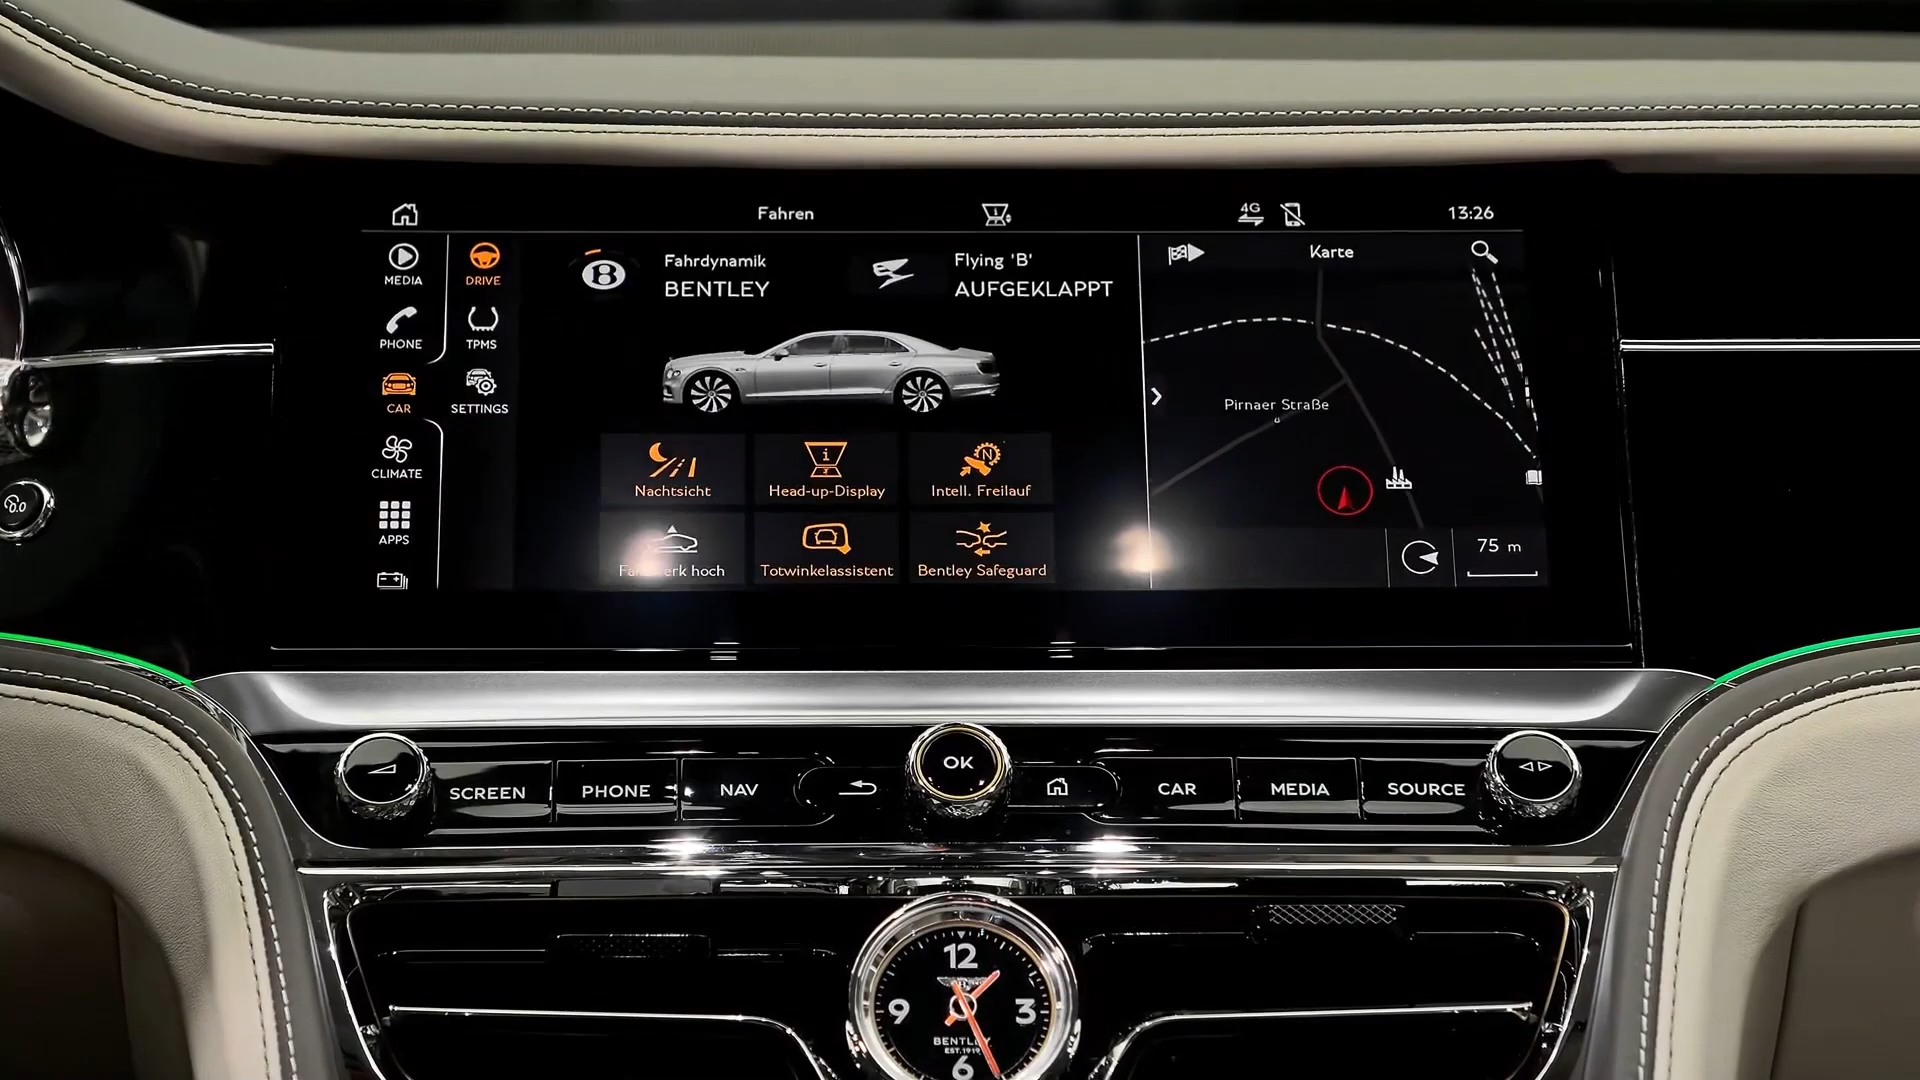 Fahren
4G
13:26
MEDIA
DRIVE
PHONE
TPMS
CAR
SETTINGS
CLIMATE
APPS
B
Fahrdynamik
BENTLEY
Flying 'B'
AUFGEKLAPPT
Nachtsicht
i
Head-up-Display
N
Intell. Freilauf
hoch
Totwinkelassistent
Bentley Safeguard
Karte
Pirnaer Straße
75 m
SCREEN
PHONE
NAV
OK
CAR
MEDIA
SOURCE
12
9
3
BENTLEY
EST.1919
6